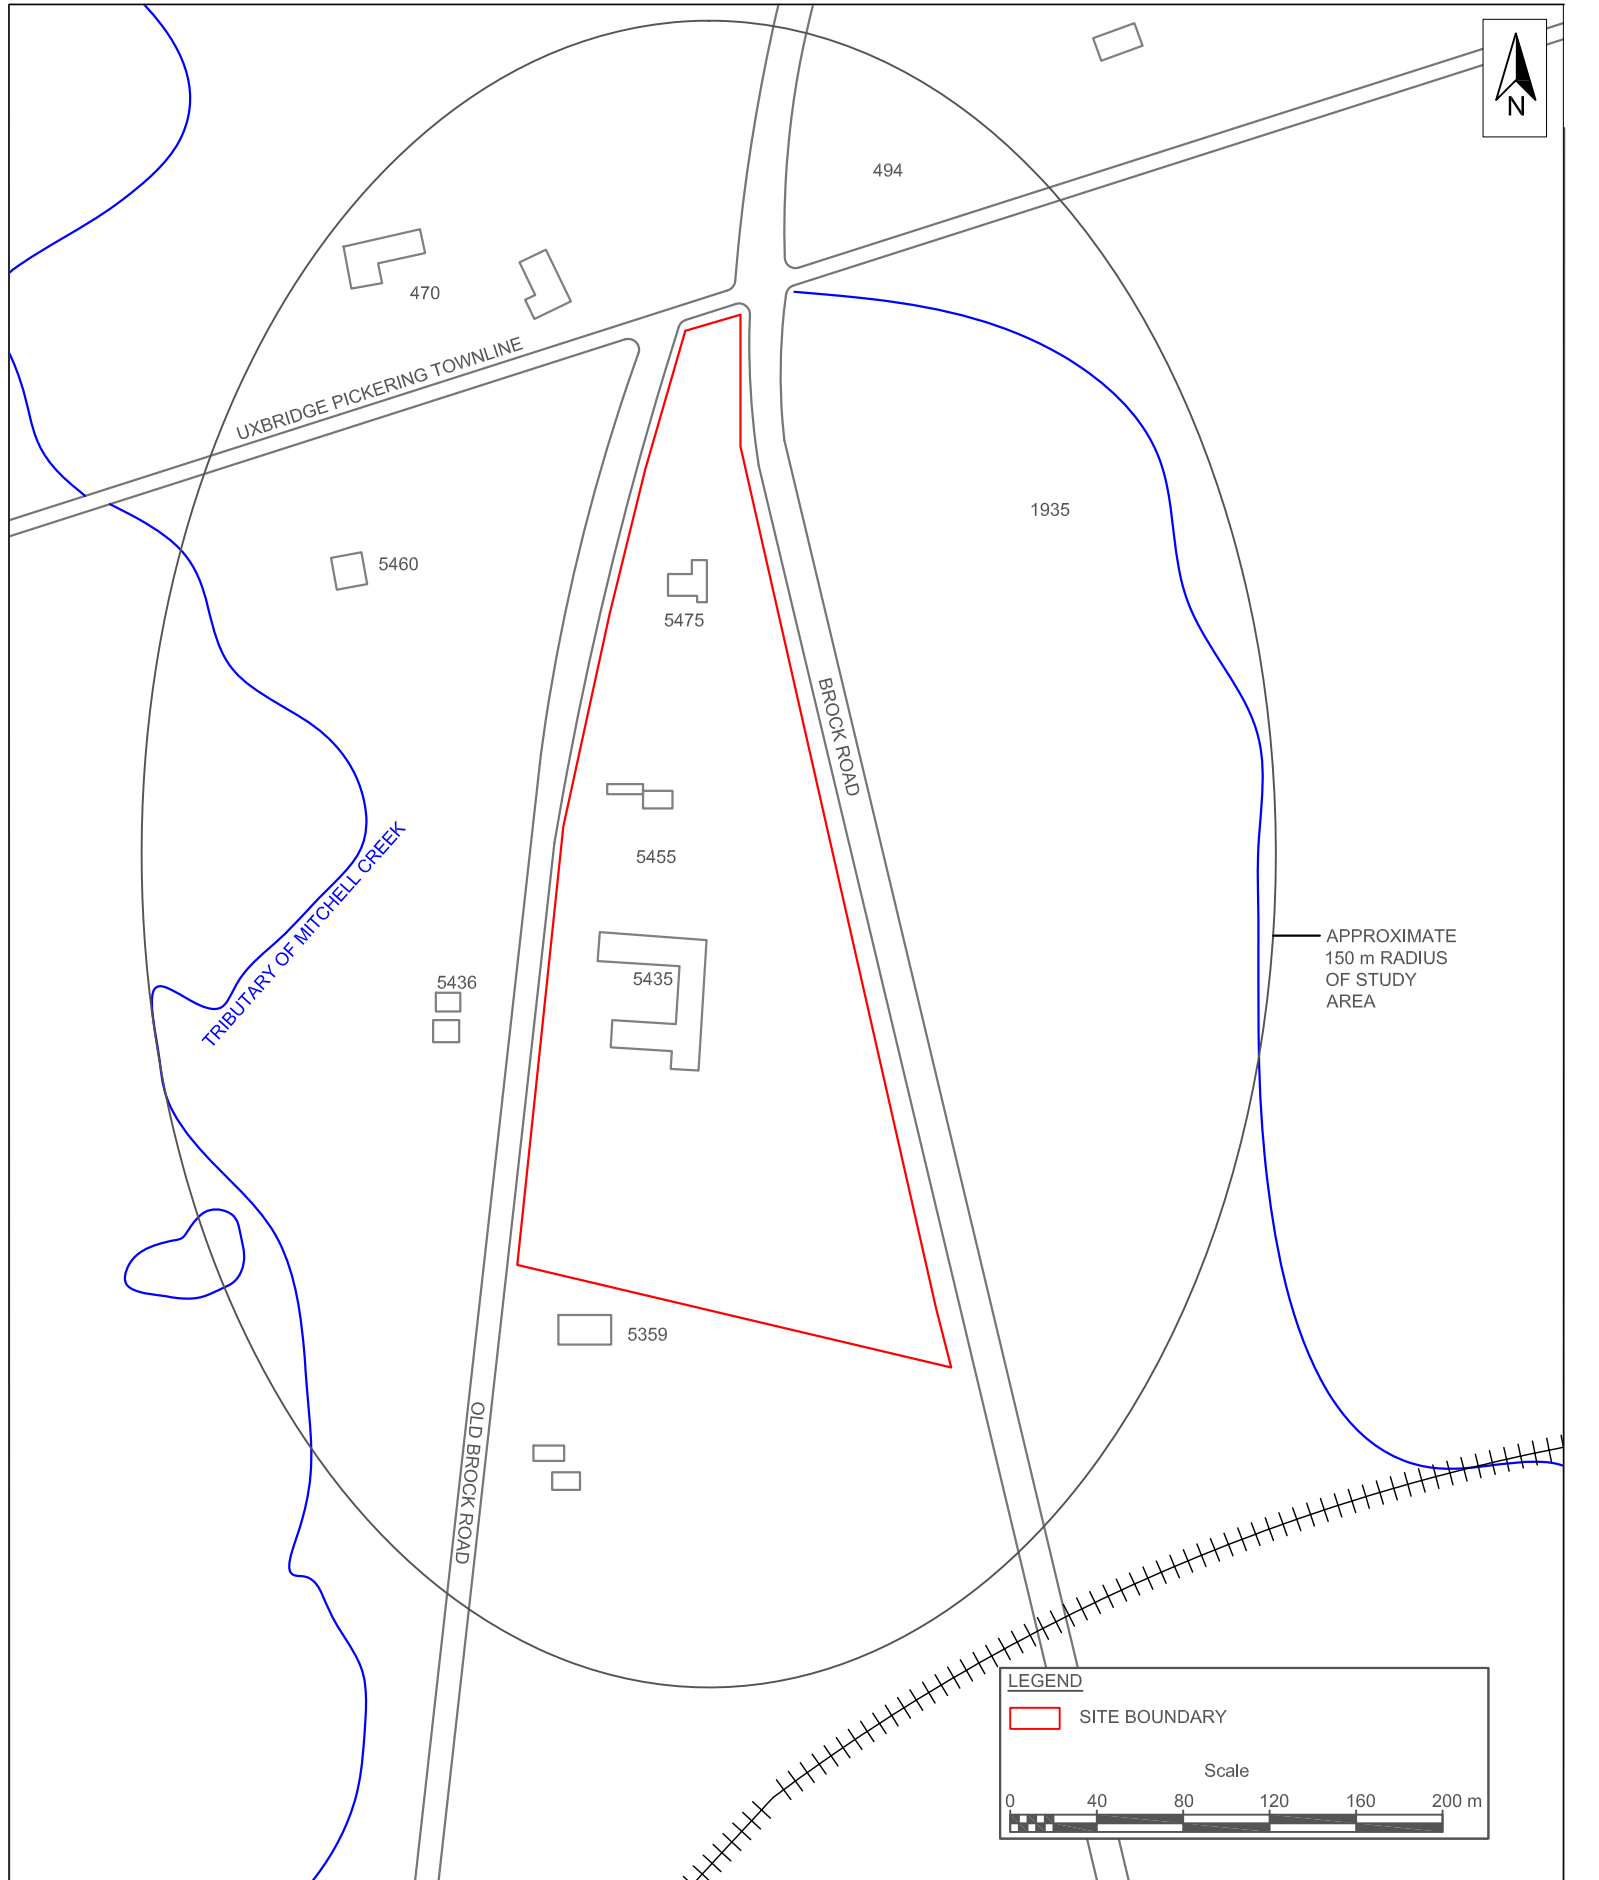 N
494
470
UXBRIDGE PICKERING TOWNLINE
1935
5460
5475
BROCK ROAD
5455
TRIBUTARY OF MITCHELL CREEK
APPROXIMATE
150 m RADIUS
OF STUDY
AREA
5436
5435
5359
OLD BROCK ROAD
LEGEND
SITE BOUNDARY
Scale
0 40 80 120 160 200 m